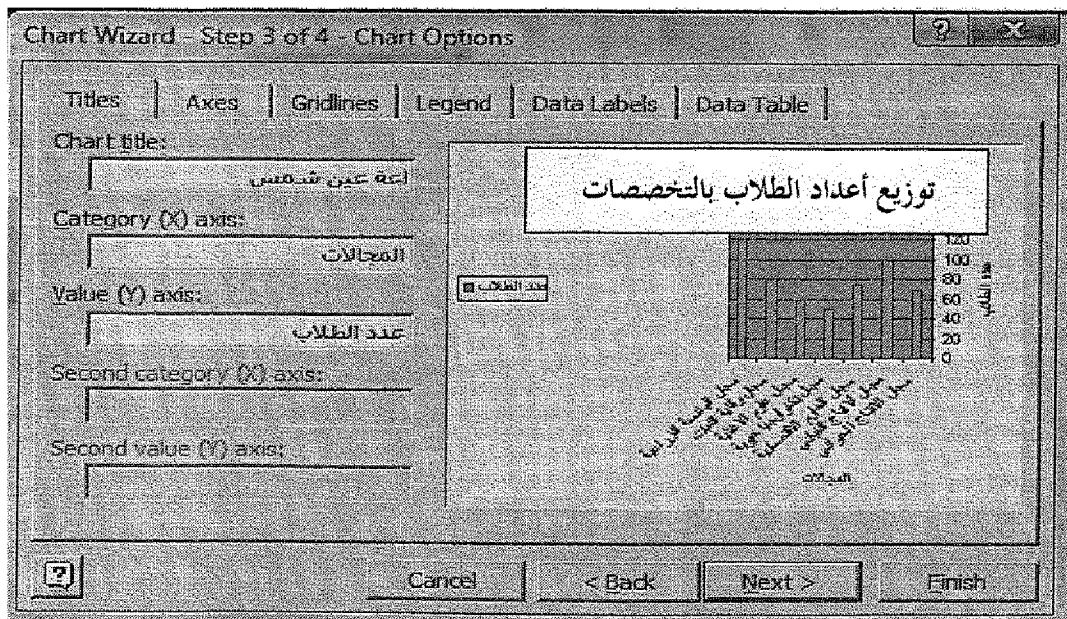 Chart Wizard - Step 3 of 4 - Chart Options
Titles Axes Gridlines Legend Data Labels Data Table
Chart title:
اعة عين شمس
Category (X) axis:
المجالات
Value (Y) axis:
عدد الطلاب
Second category (X) axis:
Second value (Y) axis:
توزيع أعداد الطلاب بالتخصصات
عدد الطلاب
120
100
80
60
40
20
0
عدد الطلاب
المجالات
Cancel < Back Next > Finish